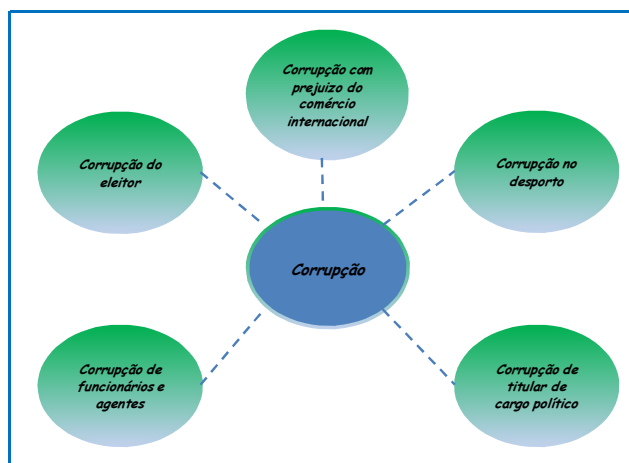 Corrupção com
prejuizo do
comércio
internacional
Corrupção do
eleitor
Corrupção no
desporto
Corrupção
Corrupção de
funcionários e
agentes
Corrupção de
titular de
cargo político